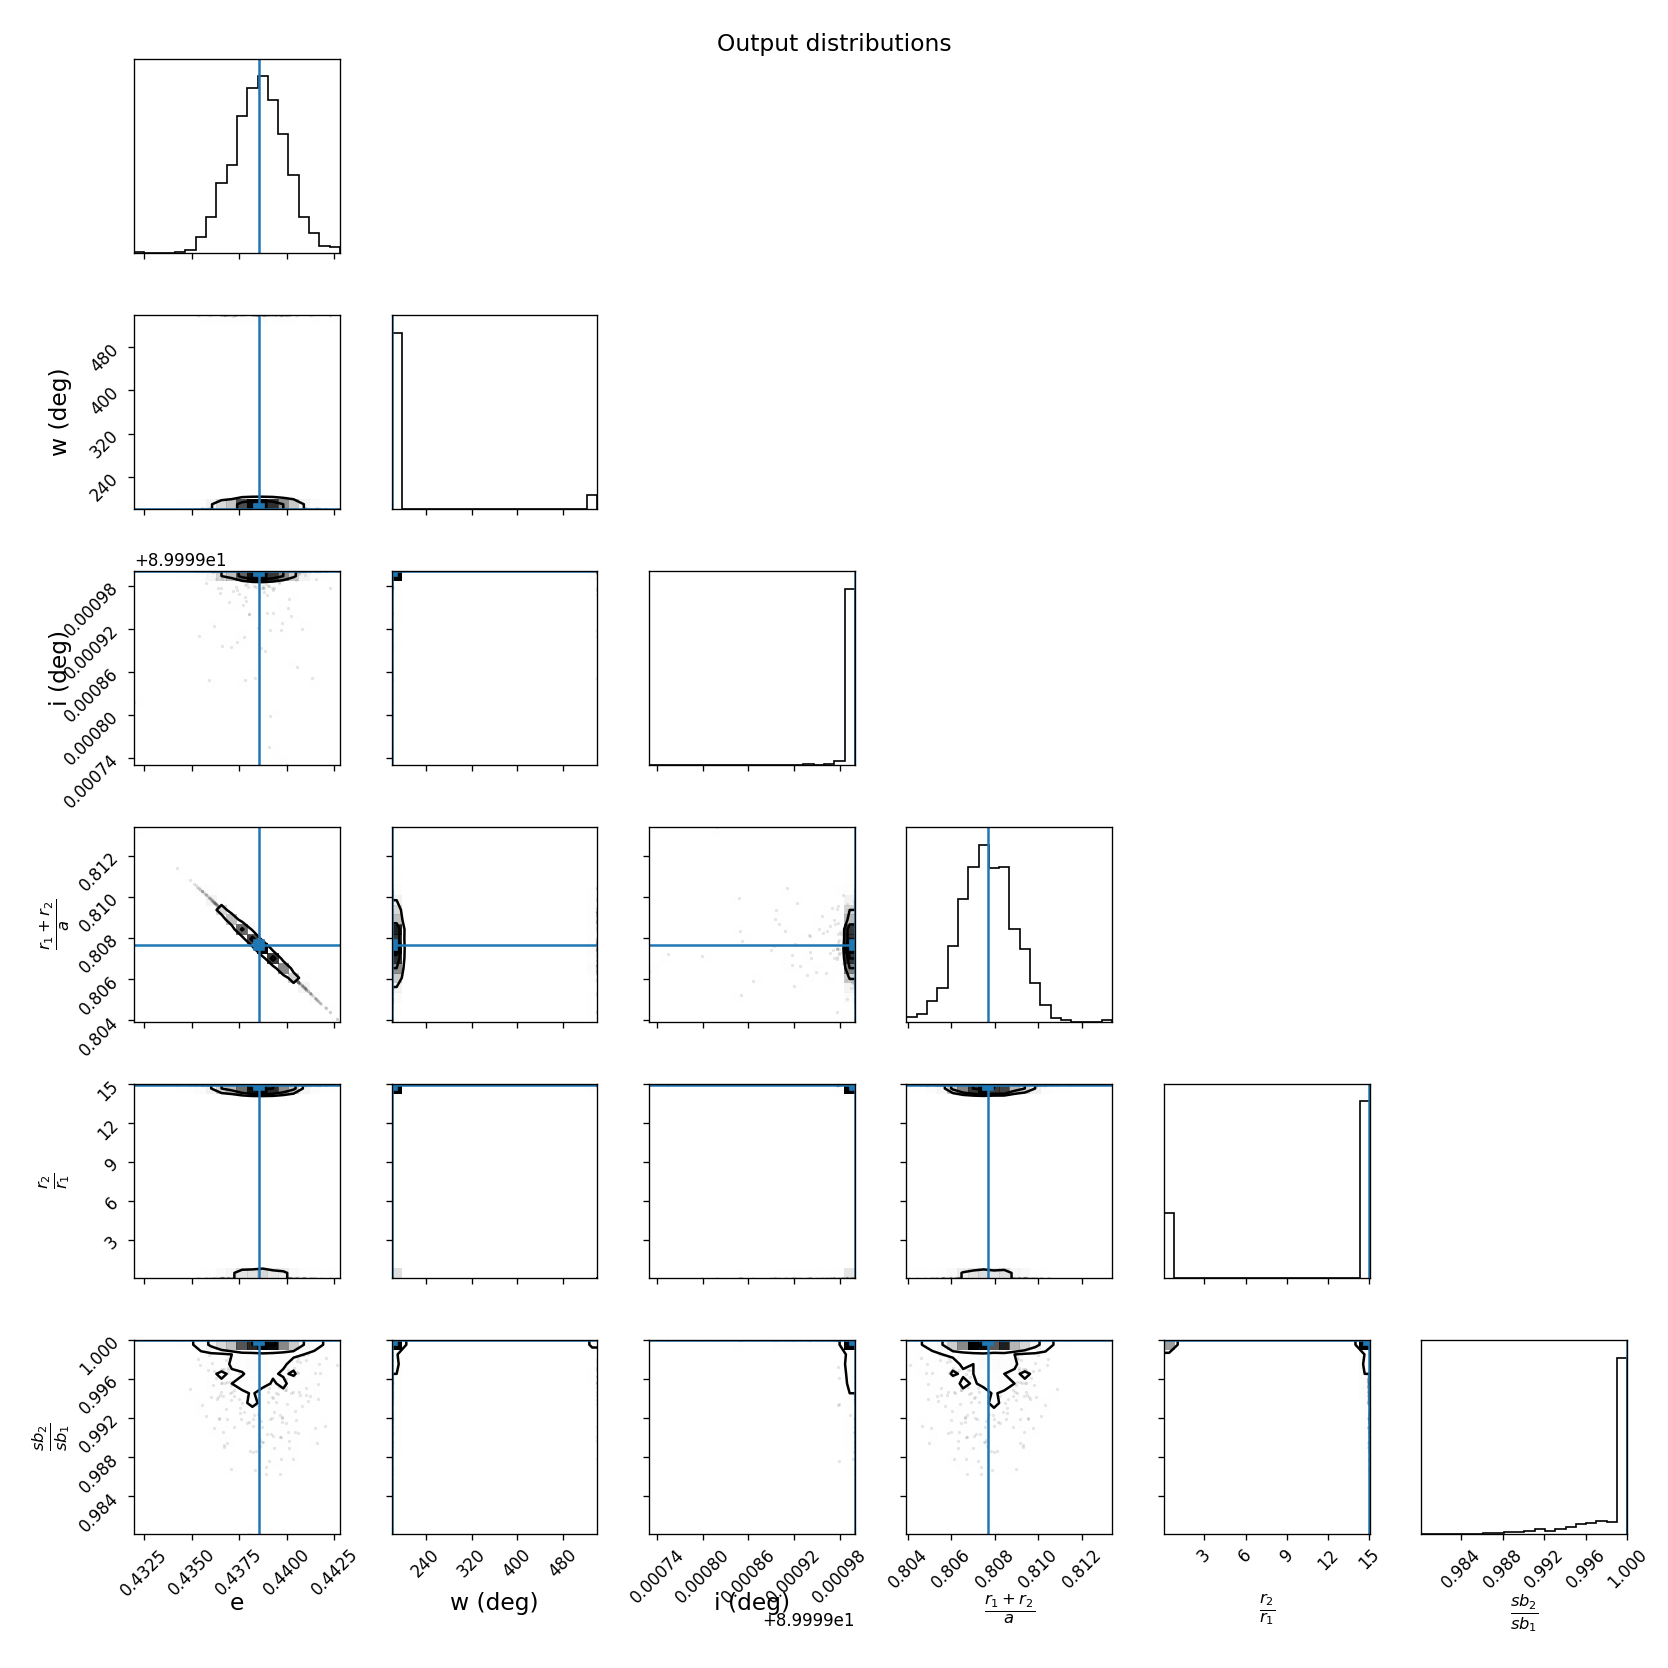 Output distributions
w (deg)
480
400
320
240
+8.9999e1
i (deg)
0.00098
0.00092
0.00086
0.00080
0.00074
r₁ + r₂
a
0.812
0.810
0.808
0.806
0.804
r₂
r₁
15
12
9
6
3
sb₂
sb₁
1.000
0.996
0.992
0.988
0.984
0.4325 0.4350 0.4375 0.4400 0.4425
e
240 320 400 480
w (deg)
0.00074 0.00080 0.00086 0.00092 0.00098
i (deg)
+8.9999e1
0.804 0.806 0.808 0.810 0.812
r₁ + r₂
a
3 6 9 12 15
r₂
r₁
0.984 0.988 0.992 0.996 1.000
sb₂
sb₁